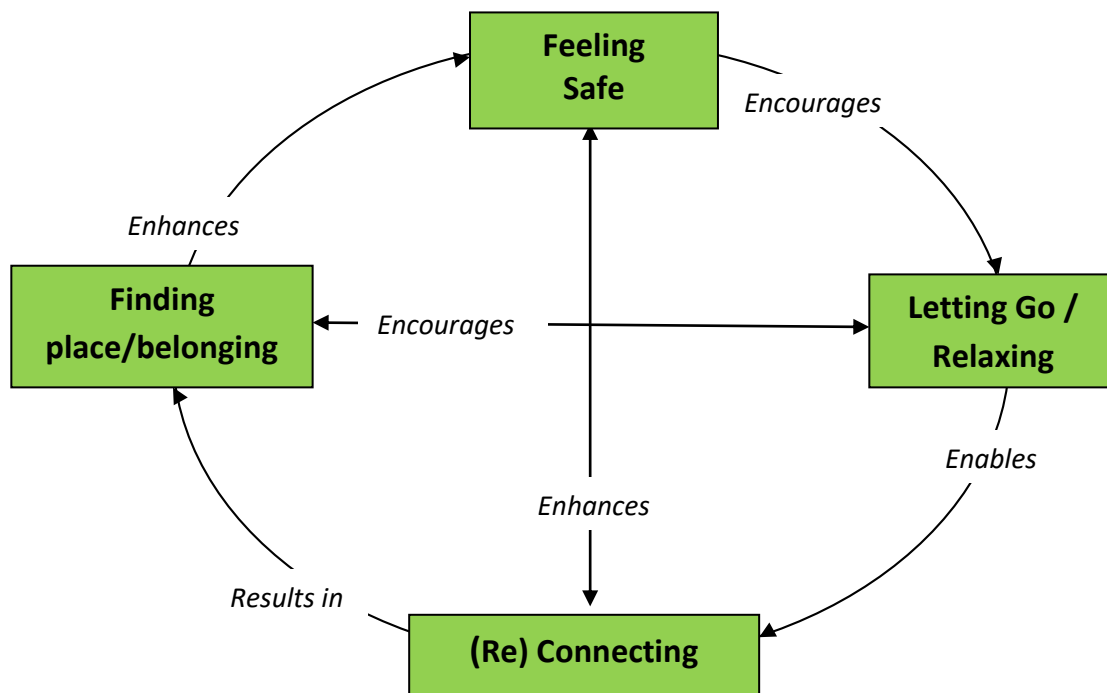 Feeling
Safe
Encourages
Enhances
Finding
place/belonging
Encourages
Letting Go /
Relaxing
Enables
Enhances
Results in
(Re) Connecting